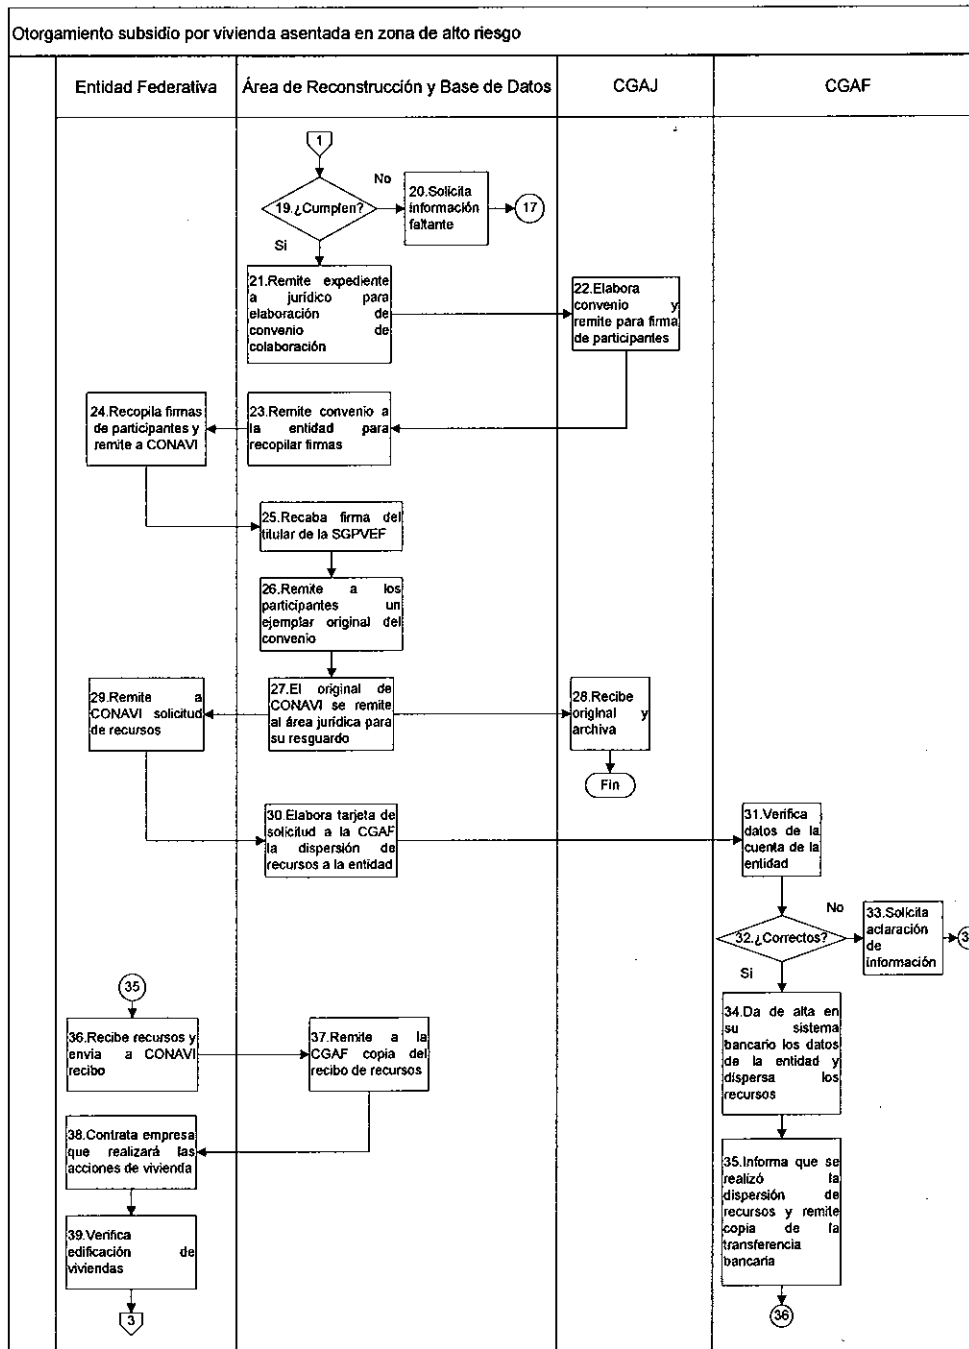 Otorgamiento subsidio por vivienda asentada en zona de alto riesgo
Entidad Federativa
Área de Reconstrucción y Base de Datos
CGAJ
CGAF
1
19.¿Cumplen?
No
20.Solicita
información
faltante
17
Si
21.Remite expediente
a jurídico para
elaboración de
convenio de
colaboración
22.Elabora
convenio y
remite para firma
de participantes
24.Recopila firmas
de participantes y
remite a CONAVI
23.Remite convenio a
la entidad para
recopilar firmas
25.Recaba firma del
titular de la SGPVEF
26.Remite a los
participantes un
ejemplar original del
convenio
29.Remite a
CONAVI solicitud
de recursos
27.El original de
CONAVI se remite
al área jurídica para
su resguardo
28.Recibe
original y
archiva
Fin
30.Elabora tarjeta de
solicitud a la CGAF
la dispersión de
recursos a la entidad
31.Verifica
datos de la
cuenta de la
entidad
32.¿Correctos?
No
33.Solicita
aclaración
de
información
Si
34.Da de alta en
su sistema
bancario los datos
de la entidad y
dispersa los
recursos
35
36.Recibe recursos y
envia a CONAVI
recibo
37.Remite a la
CGAF copia del
recibo de recursos
38.Contrata empresa
que realizará las
acciones de vivienda
35.Informa que se
realizó la
dispersión de
recursos y remite
copia de la
transferencia
bancaria
39.Verifica
edificación de
viviendas
3
36